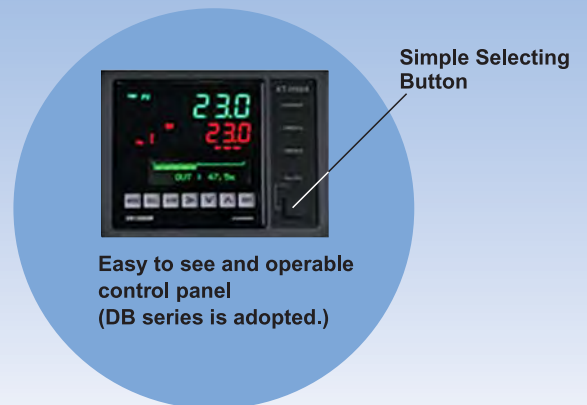 Simple Selecting
Button
23.0
23.0
OUT : 47.5%
Easy to see and operable
control panel
(DB series is adopted.)